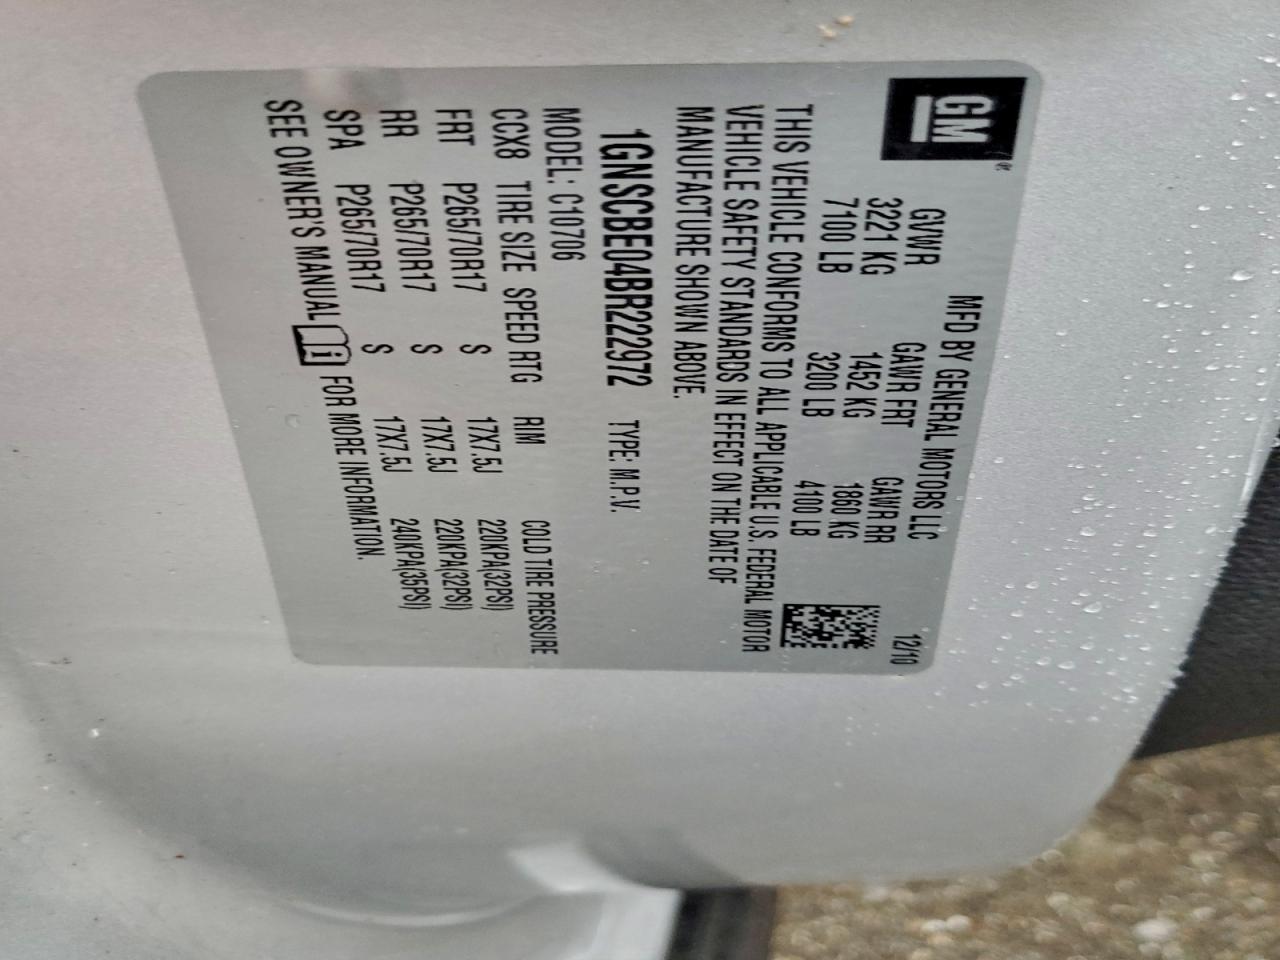 GM®
MFD BY GENERAL MOTORS LLC 12/10
GVWR GAWR FRT GAWR RR
3221 KG 1452 KG 1860 KG
7100 LB 3200 LB 4100 LB
THIS VEHICLE CONFORMS TO ALL APPLICABLE U.S. FEDERAL MOTOR
VEHICLE SAFETY STANDARDS IN EFFECT ON THE DATE OF
MANUFACTURE SHOWN ABOVE.
1GNSCBE04BR222972 TYPE: M.P.V.
MODEL: C10706
CCX8 TIRE SIZE SPEED RTG RIM COLD TIRE PRESSURE
FRT P265/70R17 S 17X7.5J 220KPA(32PSI)
RR P265/70R17 S 17X7.5J 220KPA(32PSI)
SPA P265/70R17 S 17X7.5J 240KPA(35PSI)
SEE OWNER'S MANUAL FOR MORE INFORMATION.